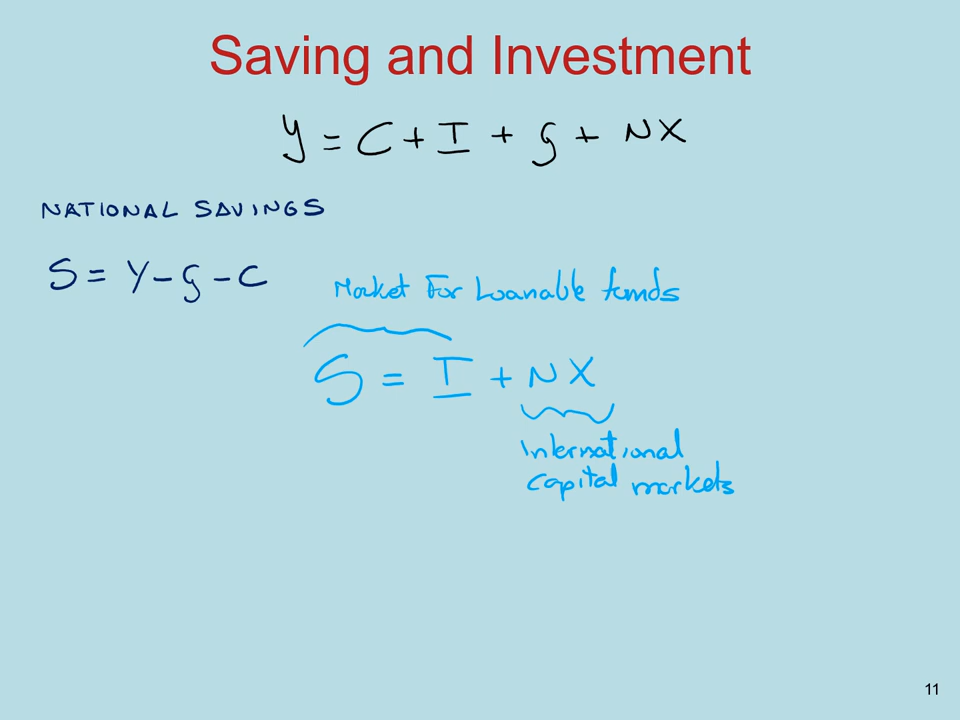 Saving and Investment
Y = C + I + G + NX
NATIONAL SAVINGS
S = Y - G - C
Market For Loanable funds
S = I + NX
International
capital markets
11